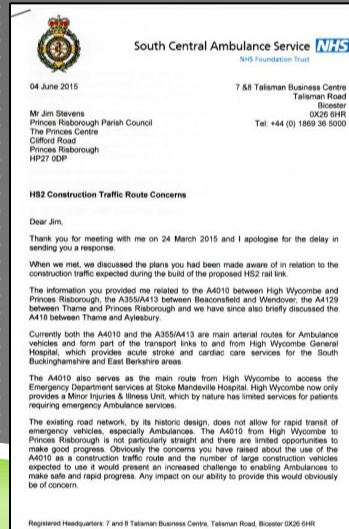 South Central Ambulance Service NHS
NHS Foundation Trust
04 June 2015
7 &8 Talisman Business Centre
Talisman Road
Bicester
OX26 6HR
Tel: +44 (0) 1869 36 5000
Mr Jim Stevens
Princes Risborough Parish Council
The Princes Centre
Clifford Road
Princes Risborough
HP27 0DP
HS2 Construction Traffic Route Concerns
Dear Jim,
Thank you for meeting with me on 24 March 2015 and I apologise for the delay in
sending you a response.
When we met, we discussed the plans you had been made aware of in relation to the
construction traffic expected during the build of the proposed HS2 rail link.
The information you provided me related to the A4010 between High Wycombe and
Princes Risborough, the A355/A413 between Beaconsfield and Wendover, the A4129
between Thame and Princes Risborough and we have since also briefly discussed the
A418 between Thame and Aylesbury.
Currently both the A4010 and the A355/A413 are main arterial routes for Ambulance
vehicles and form part of the transport links to and from High Wycombe General
Hospital, which provides acute stroke and cardiac care services for the South
Buckinghamshire and East Berkshire areas.
The A4010 also serves as the main route from High Wycombe to access the
Emergency Department services at Stoke Mandeville Hospital. High Wycombe now only
provides a Minor Injuries & Illness Unit, which by nature has limited services for patients
requiring emergency Ambulance services.
The existing road network, by its historic design, does not allow for rapid transit of
emergency vehicles, especially Ambulances. The A4010 from High Wycombe to
Princes Risborough is not particularly straight and there are limited opportunities to
make good progress. Obviously the concerns you have raised about the use of the
A4010 as a construction traffic route and the number of large construction vehicles
expected to use it would present an increased challenge to enabling Ambulances to
make safe and rapid progress. Any impact on our ability to provide this would obviously
be of concern.
Registered Headquarters: 7 and 8 Talisman Business Centre, Talisman Road, Bicester OX26 6HR